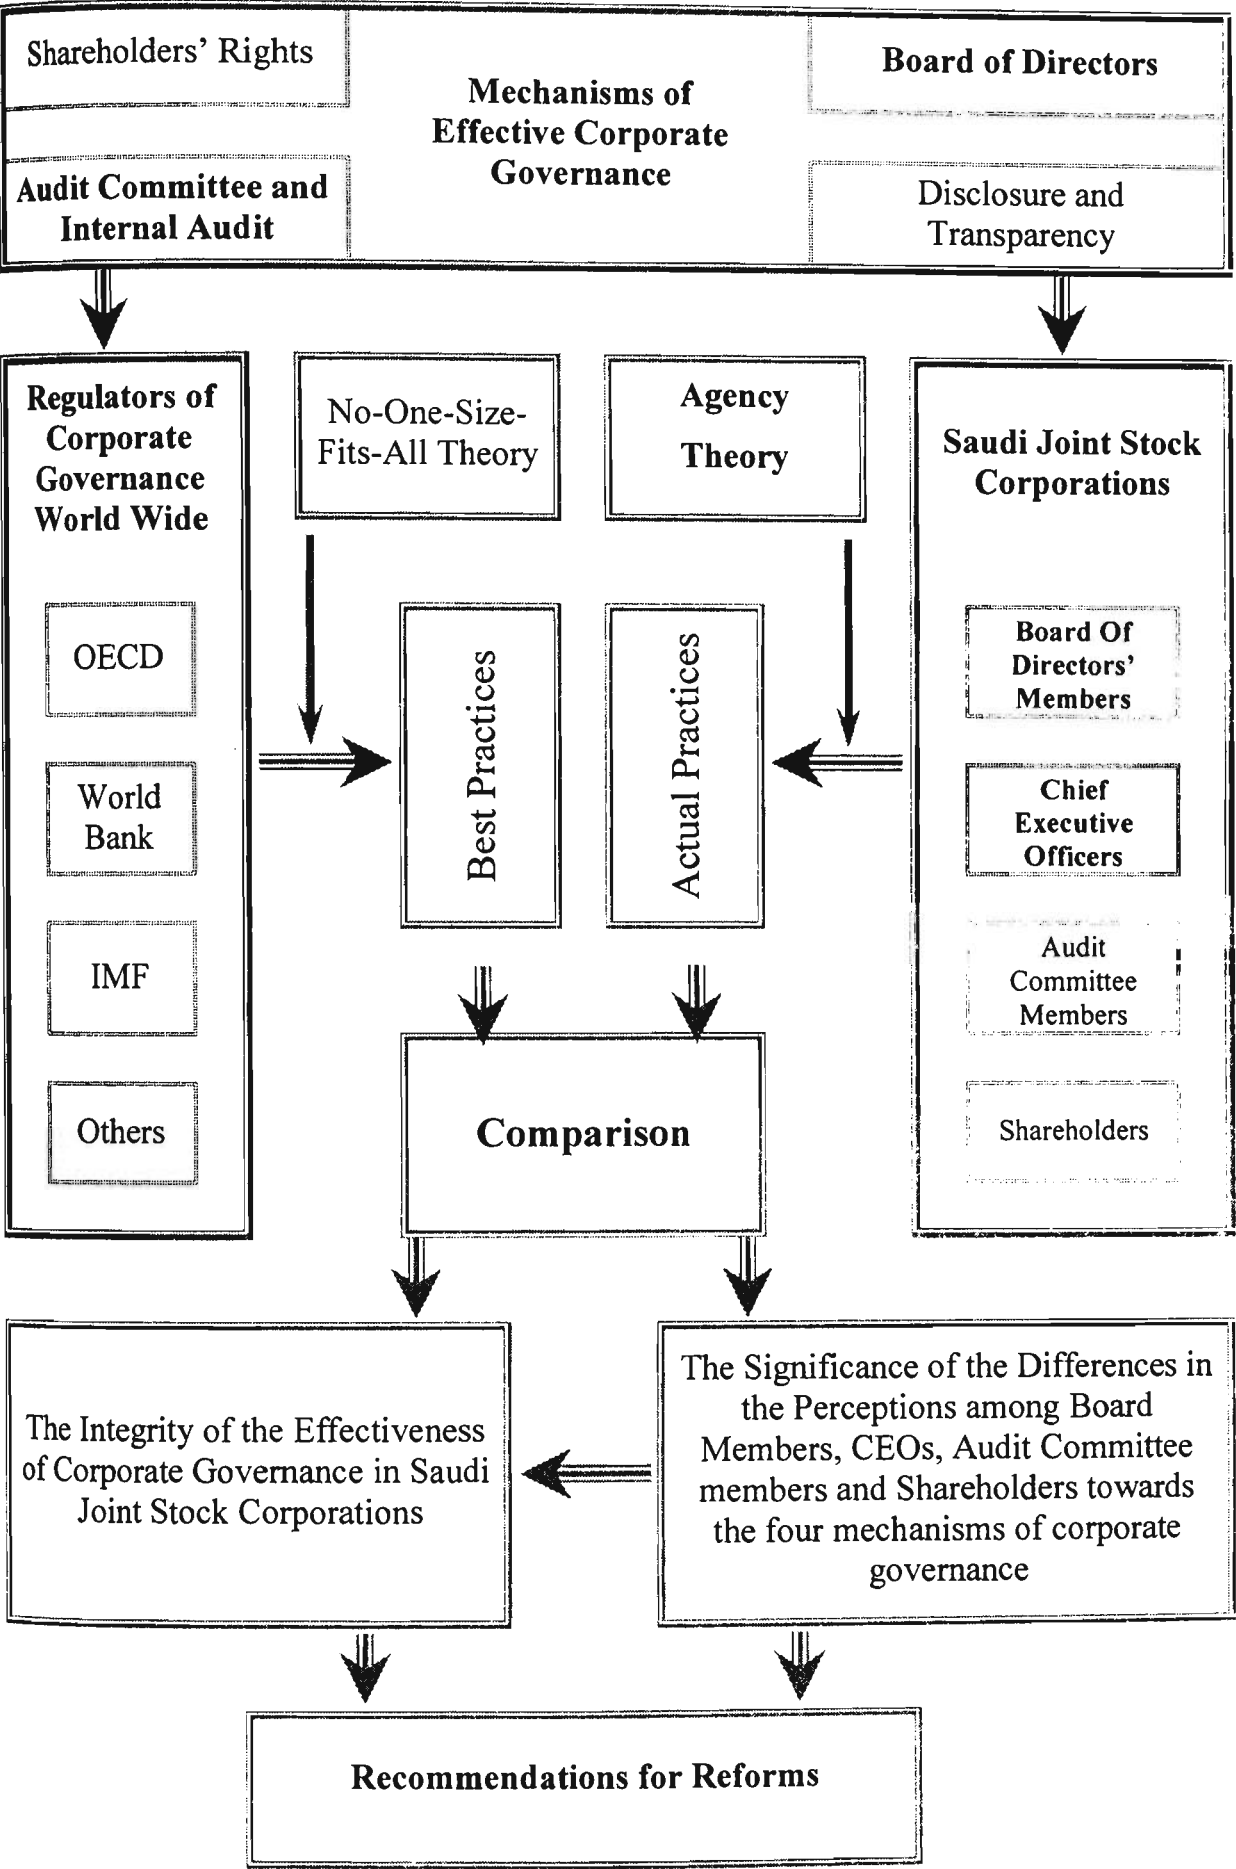 Shareholders' Rights
Mechanisms of
Effective Corporate
Governance
Board of Directors
Audit Committee and
Internal Audit
Disclosure and
Transparency
Regulators of
Corporate
Governance
World Wide
No-One-Size-
Fits-All Theory
Agency
Theory
Saudi Joint Stock
Corporations
OECD
World
Bank
IMF
Others
Best Practices
Actual Practices
Board Of
Directors'
Members
Chief
Executive
Officers
Audit
Committee
Members
Shareholders
Comparison
The Integrity of the Effectiveness
of Corporate Governance in Saudi
Joint Stock Corporations
The Significance of the Differences in
the Perceptions among Board
Members, CEOs, Audit Committee
members and Shareholders towards
the four mechanisms of corporate
governance
Recommendations for Reforms